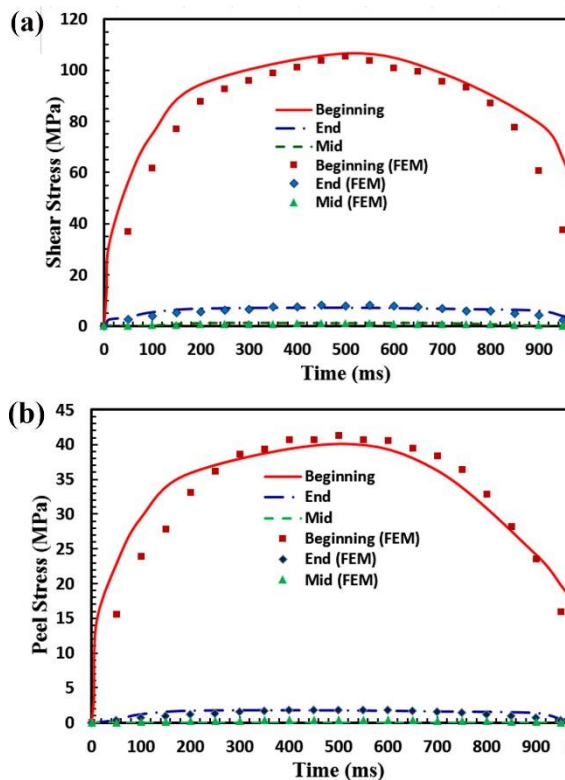 (a)
120
100
80
60
40
20
0
Shear Stress (MPa)
Beginning
End
Mid
Beginning (FEM)
End (FEM)
Mid (FEM)
0 100 200 300 400 500 600 700 800 900
Time (ms)
(b)
45
40
35
30
25
20
15
10
5
0
Peel Stress (MPa)
Beginning
End
Mid
Beginning (FEM)
End (FEM)
Mid (FEM)
0 100 200 300 400 500 600 700 800 900
Time (ms)